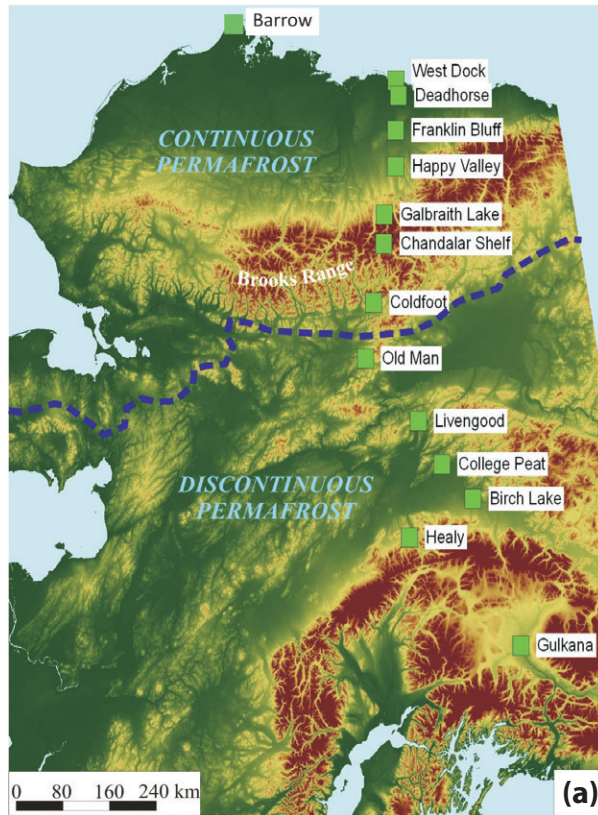 Barrow
West Dock
Deadhorse
CONTINUOUS
PERMAFROST
Franklin Bluff
Happy Valley
Galbraith Lake
Chandalar Shelf
Brooks Range
Coldfoot
Old Man
Livengood
College Peat
DISCONTINUOUS
PERMAFROST
Birch Lake
Healy
Gulkana
0 80 160 240 km
(a)